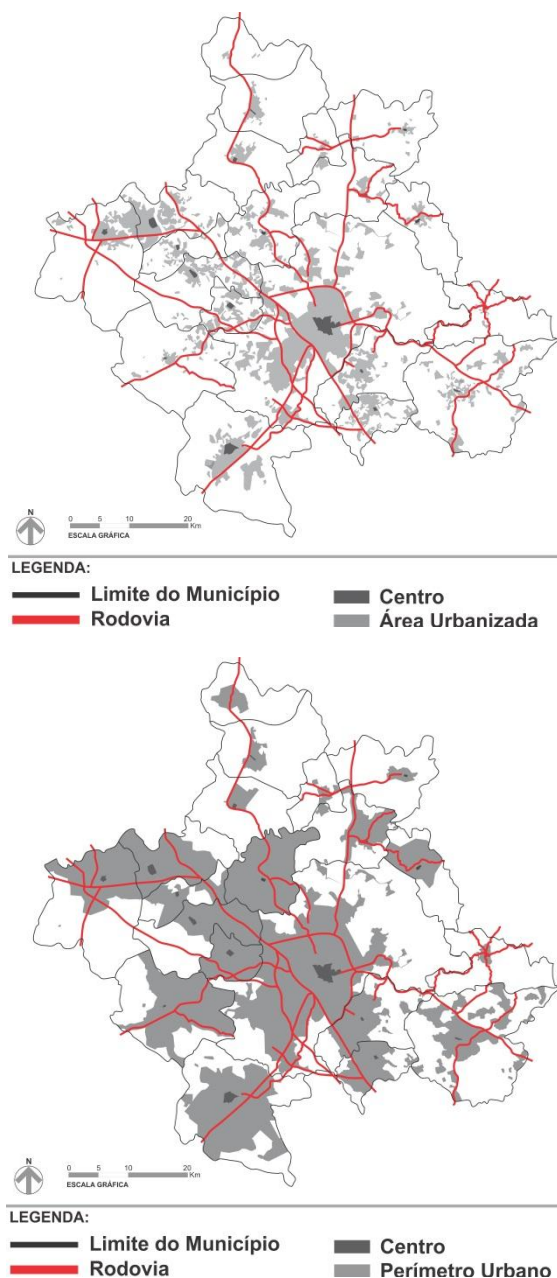 N
0 5 10 20
Km
ESCALA GRÁFICA
LEGENDA:
Limite do Município
Centro
Rodovia
Área Urbanizada
N
0 5 10 20
Km
ESCALA GRÁFICA
LEGENDA:
Limite do Município
Centro
Rodovia
Perímetro Urbano